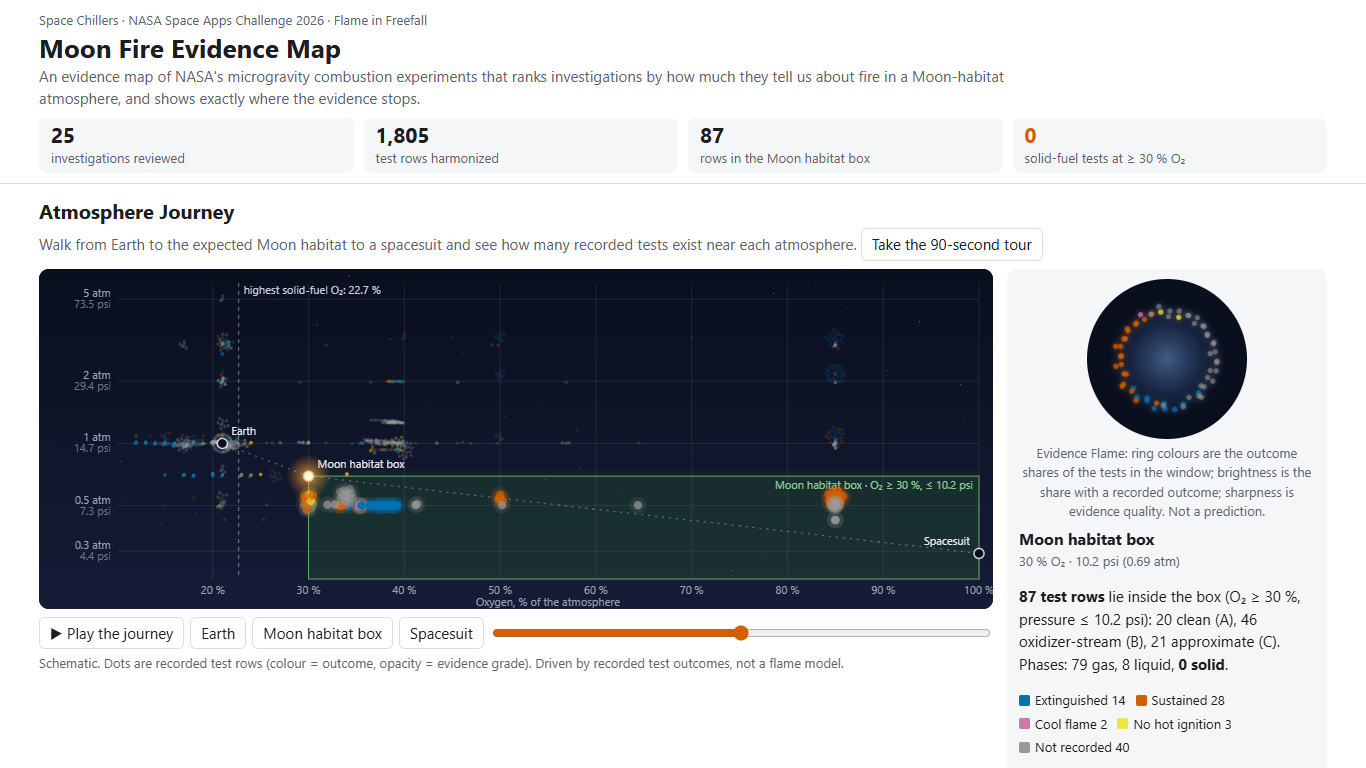 Space Chillers · NASA Space Apps Challenge 2026 · Flame in Freefall
Moon Fire Evidence Map
An evidence map of NASA's microgravity combustion experiments that ranks investigations by how much they tell us about fire in a Moon-habitat
atmosphere, and shows exactly where the evidence stops.
25
investigations reviewed
1,805
test rows harmonized
87
rows in the Moon habitat box
0
solid-fuel tests at ≥ 30 % O₂
Atmosphere Journey
Walk from Earth to the expected Moon habitat to a spacesuit and see how many recorded tests exist near each atmosphere.
Take the 90-second tour
5 atm
73.5 psi
2 atm
29.4 psi
1 atm
14.7 psi
0.5 atm
7.3 psi
0.3 atm
4.4 psi
highest solid-fuel O₂: 22.7 %
Earth
Moon habitat box
Moon habitat box · O₂ ≥ 30 %, ≤ 10.2 psi
Spacesuit
20 %
30 %
40 %
50 %
60 %
70 %
80 %
90 %
100 %
Oxygen, % of the atmosphere
▶ Play the journey
Earth
Moon habitat box
Spacesuit
Schematic. Dots are recorded test rows (colour = outcome, opacity = evidence grade). Driven by recorded test outcomes, not a flame model.
Evidence Flame: ring colours are the outcome
shares of the tests in the window; brightness is the
share with a recorded outcome; sharpness is
evidence quality. Not a prediction.
Moon habitat box
30 % O₂ · 10.2 psi (0.69 atm)
87 test rows lie inside the box (O₂ ≥ 30 %,
pressure ≤ 10.2 psi): 20 clean (A), 46
oxidizer-stream (B), 21 approximate (C).
Phases: 79 gas, 8 liquid, 0 solid.
Extinguished 14
Sustained 28
Cool flame 2
No hot ignition 3
Not recorded 40